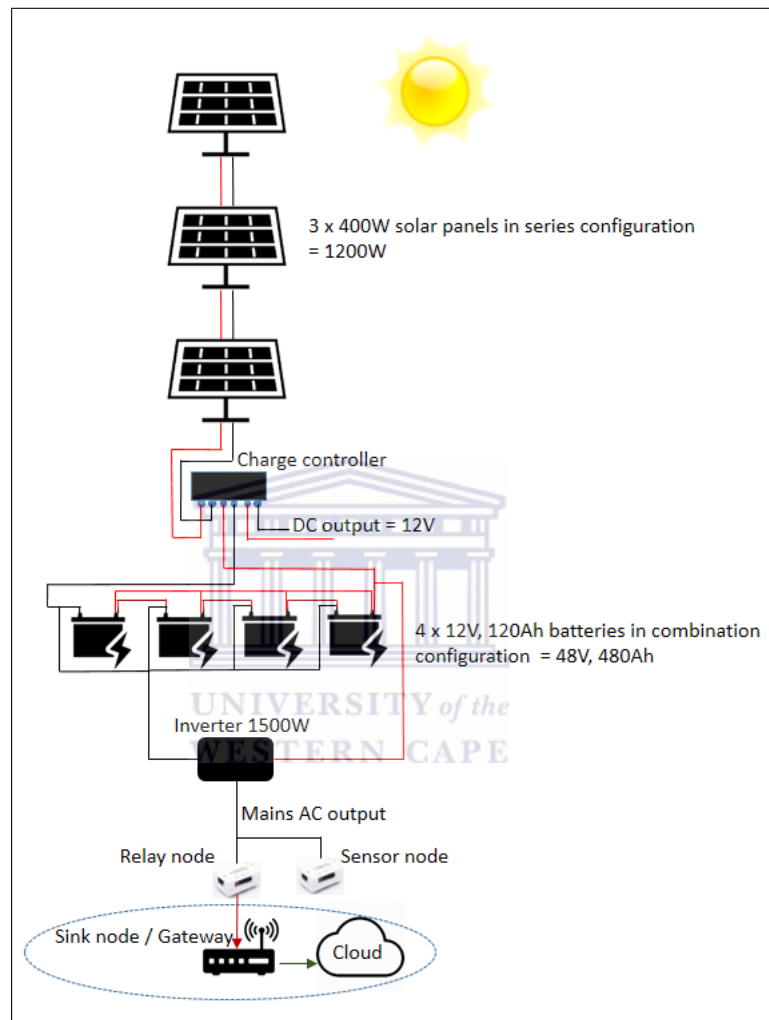 3 x 400W solar panels in series configuration
= 1200W
Charge controller
DC output = 12V
4 x 12V, 120Ah batteries in combination
configuration  = 48V, 480Ah
UNIVERSITY of the
WESTERN CAPE
Inverter 1500W
Mains AC output
Relay node
Sensor node
Sink node / Gateway
Cloud